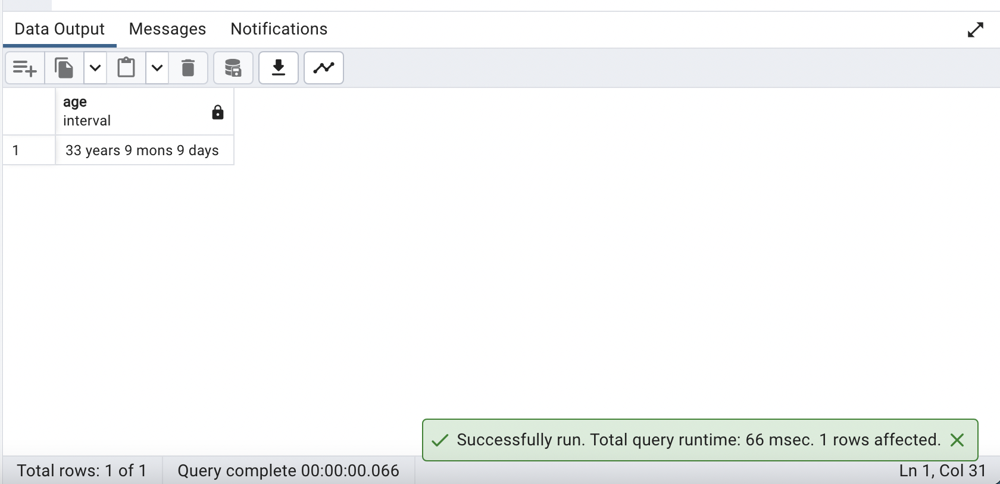 Data Output Messages Notifications
age
interval
1 33 years 9 mons 9 days
Successfully run. Total query runtime: 66 msec. 1 rows affected.
Total rows: 1 of 1 Query complete 00:00:00.066 Ln 1, Col 31